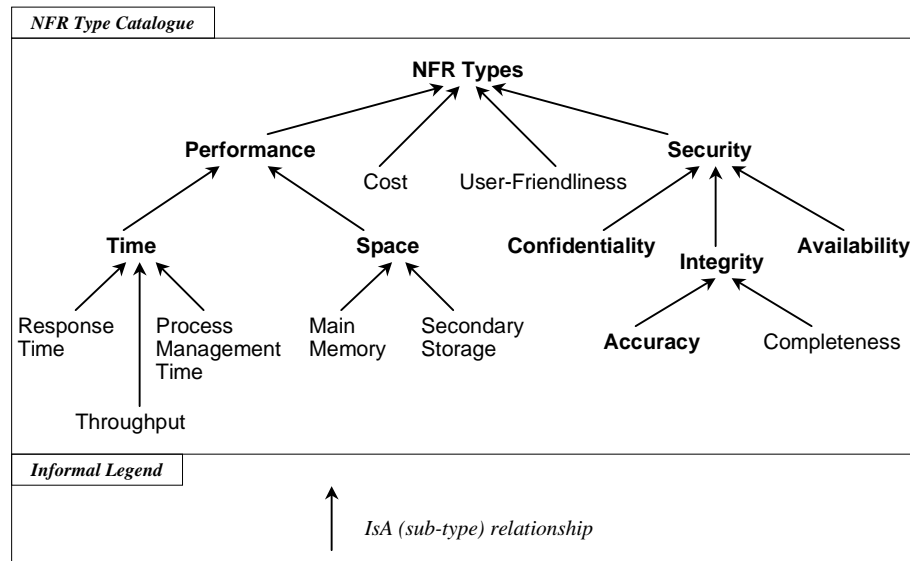 NFR Type Catalogue
NFR Types
Performance
Security
Cost
User-Friendliness
Time
Space
Confidentiality
Availability
Integrity
Response
Time
Process
Management
Time
Main
Memory
Secondary
Storage
Accuracy
Completeness
Throughput
Informal Legend
IsA (sub-type) relationship